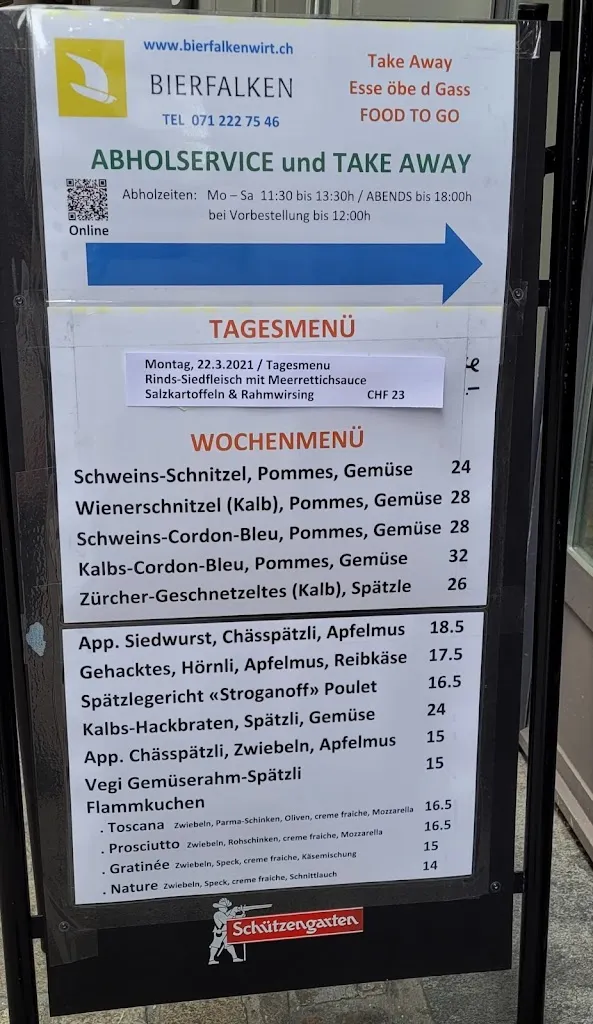 www.bierfalkenwirt.ch
BIERFALKEN
TEL 071 222 75 46
Take Away
Esse öbe d Gass
FOOD TO GO
ABHOLSERVICE und TAKE AWAY
Abholzeiten: Mo – Sa 11:30 bis 13:30h / ABENDS bis 18:00h
bei Vorbestellung bis 12:00h
Online
TAGESMENÜ
Montag, 22.3.2021 / Tagesmenu
Rinds-Siedfleisch mit Meerrettichsauce
Salzkartoffeln & Rahmwirsing CHF 23
WOCHENMENÜ
Schweins-Schnitzel, Pommes, Gemüse 24
Wienerschnitzel (Kalb), Pommes, Gemüse 28
Schweins-Cordon-Bleu, Pommes, Gemüse 28
Kalbs-Cordon-Bleu, Pommes, Gemüse 32
Zürcher-Geschnetzeltes (Kalb), Spätzle 26
App. Siedwurst, Chässpätzli, Apfelmus 18.5
Gehacktes, Hörnli, Apfelmus, Reibkäse 17.5
Spätzlegericht «Stroganoff» Poulet 16.5
Kalbs-Hackbraten, Spätzli, Gemüse 24
App. Chässpätzli, Zwiebeln, Apfelmus 15
Vegi Gemüserahm-Spätzli 15
Flammkuchen
. Toscana Zwiebeln, Parma-Schinken, Oliven, creme fraiche, Mozzarella 16.5
. Prosciutto Zwiebeln, Rohschinken, creme fraiche, Mozzarella 16.5
. Gratinée Zwiebeln, Speck, creme fraiche, Käsemischung 15
. Nature Zwiebeln, Speck, creme fraiche, Schnittlauch 14
Schützengarten